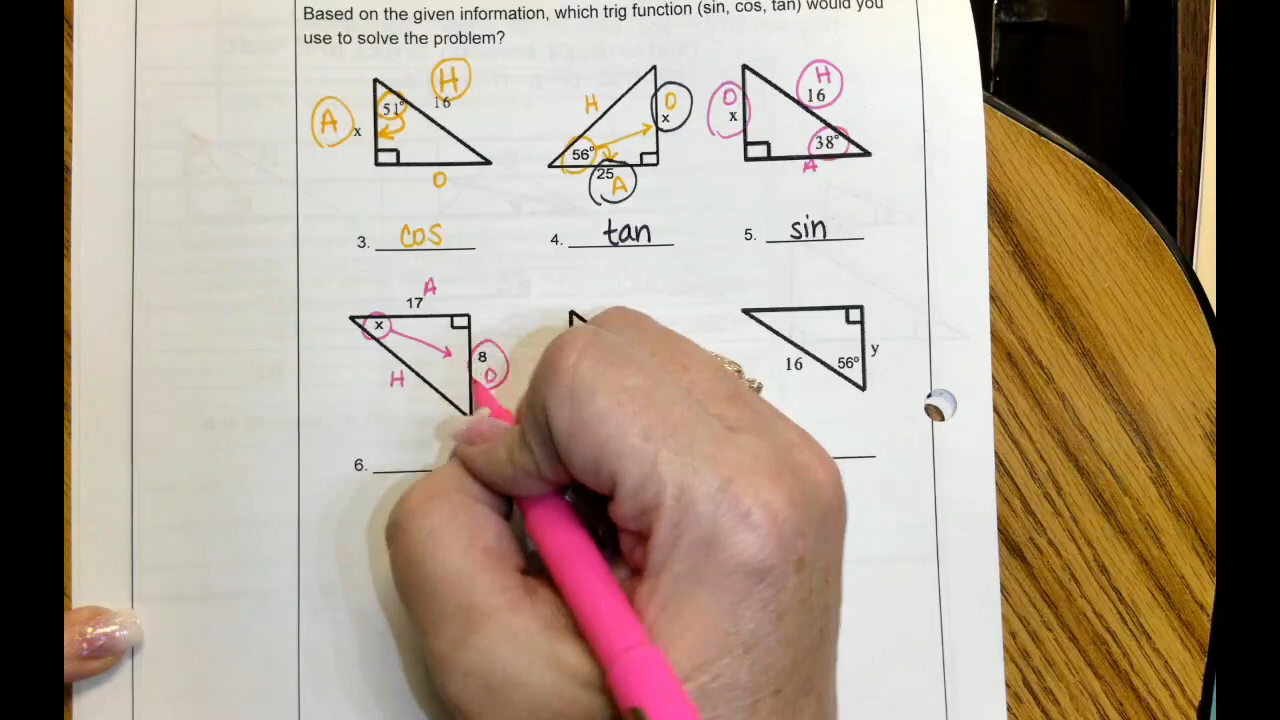 Based on the given information, which trig function (sin, cos, tan) would you
use to solve the problem?
H
51°
16
A
x
O
H
O
x
56°
25
A
H
16
O
x
38°
A
3. cos
4. tan
5. sin
A
17
x
8
O
H
16
56°
y
6.